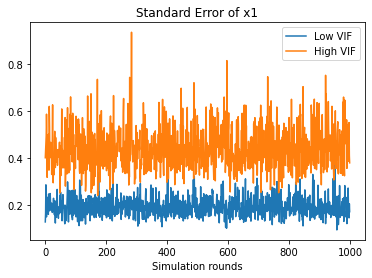 Standard Error of x1
Low VIF
High VIF
0.8
0.6
0.4
0.2
0 200 400 600 800 1000
Simulation rounds